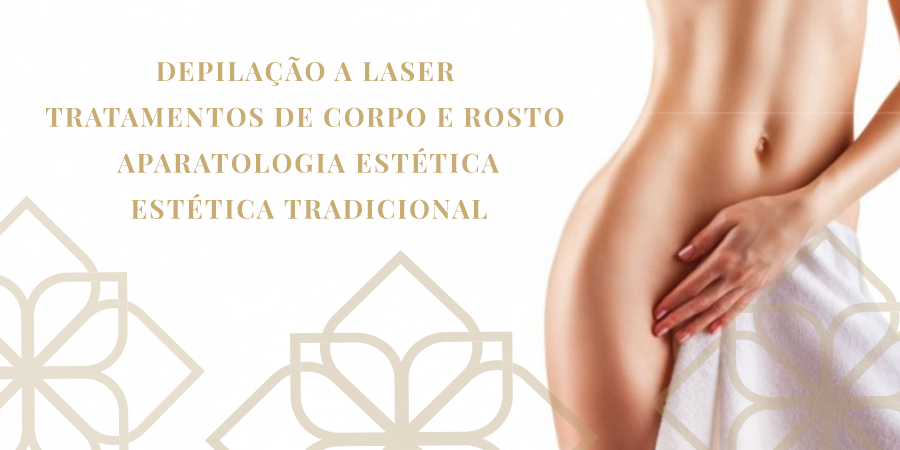 DEPILAÇÃO A LASER
TRATAMENTOS DE CORPO E ROSTO
APARATOLOGIA ESTÉTICA
ESTÉTICA TRADICIONAL